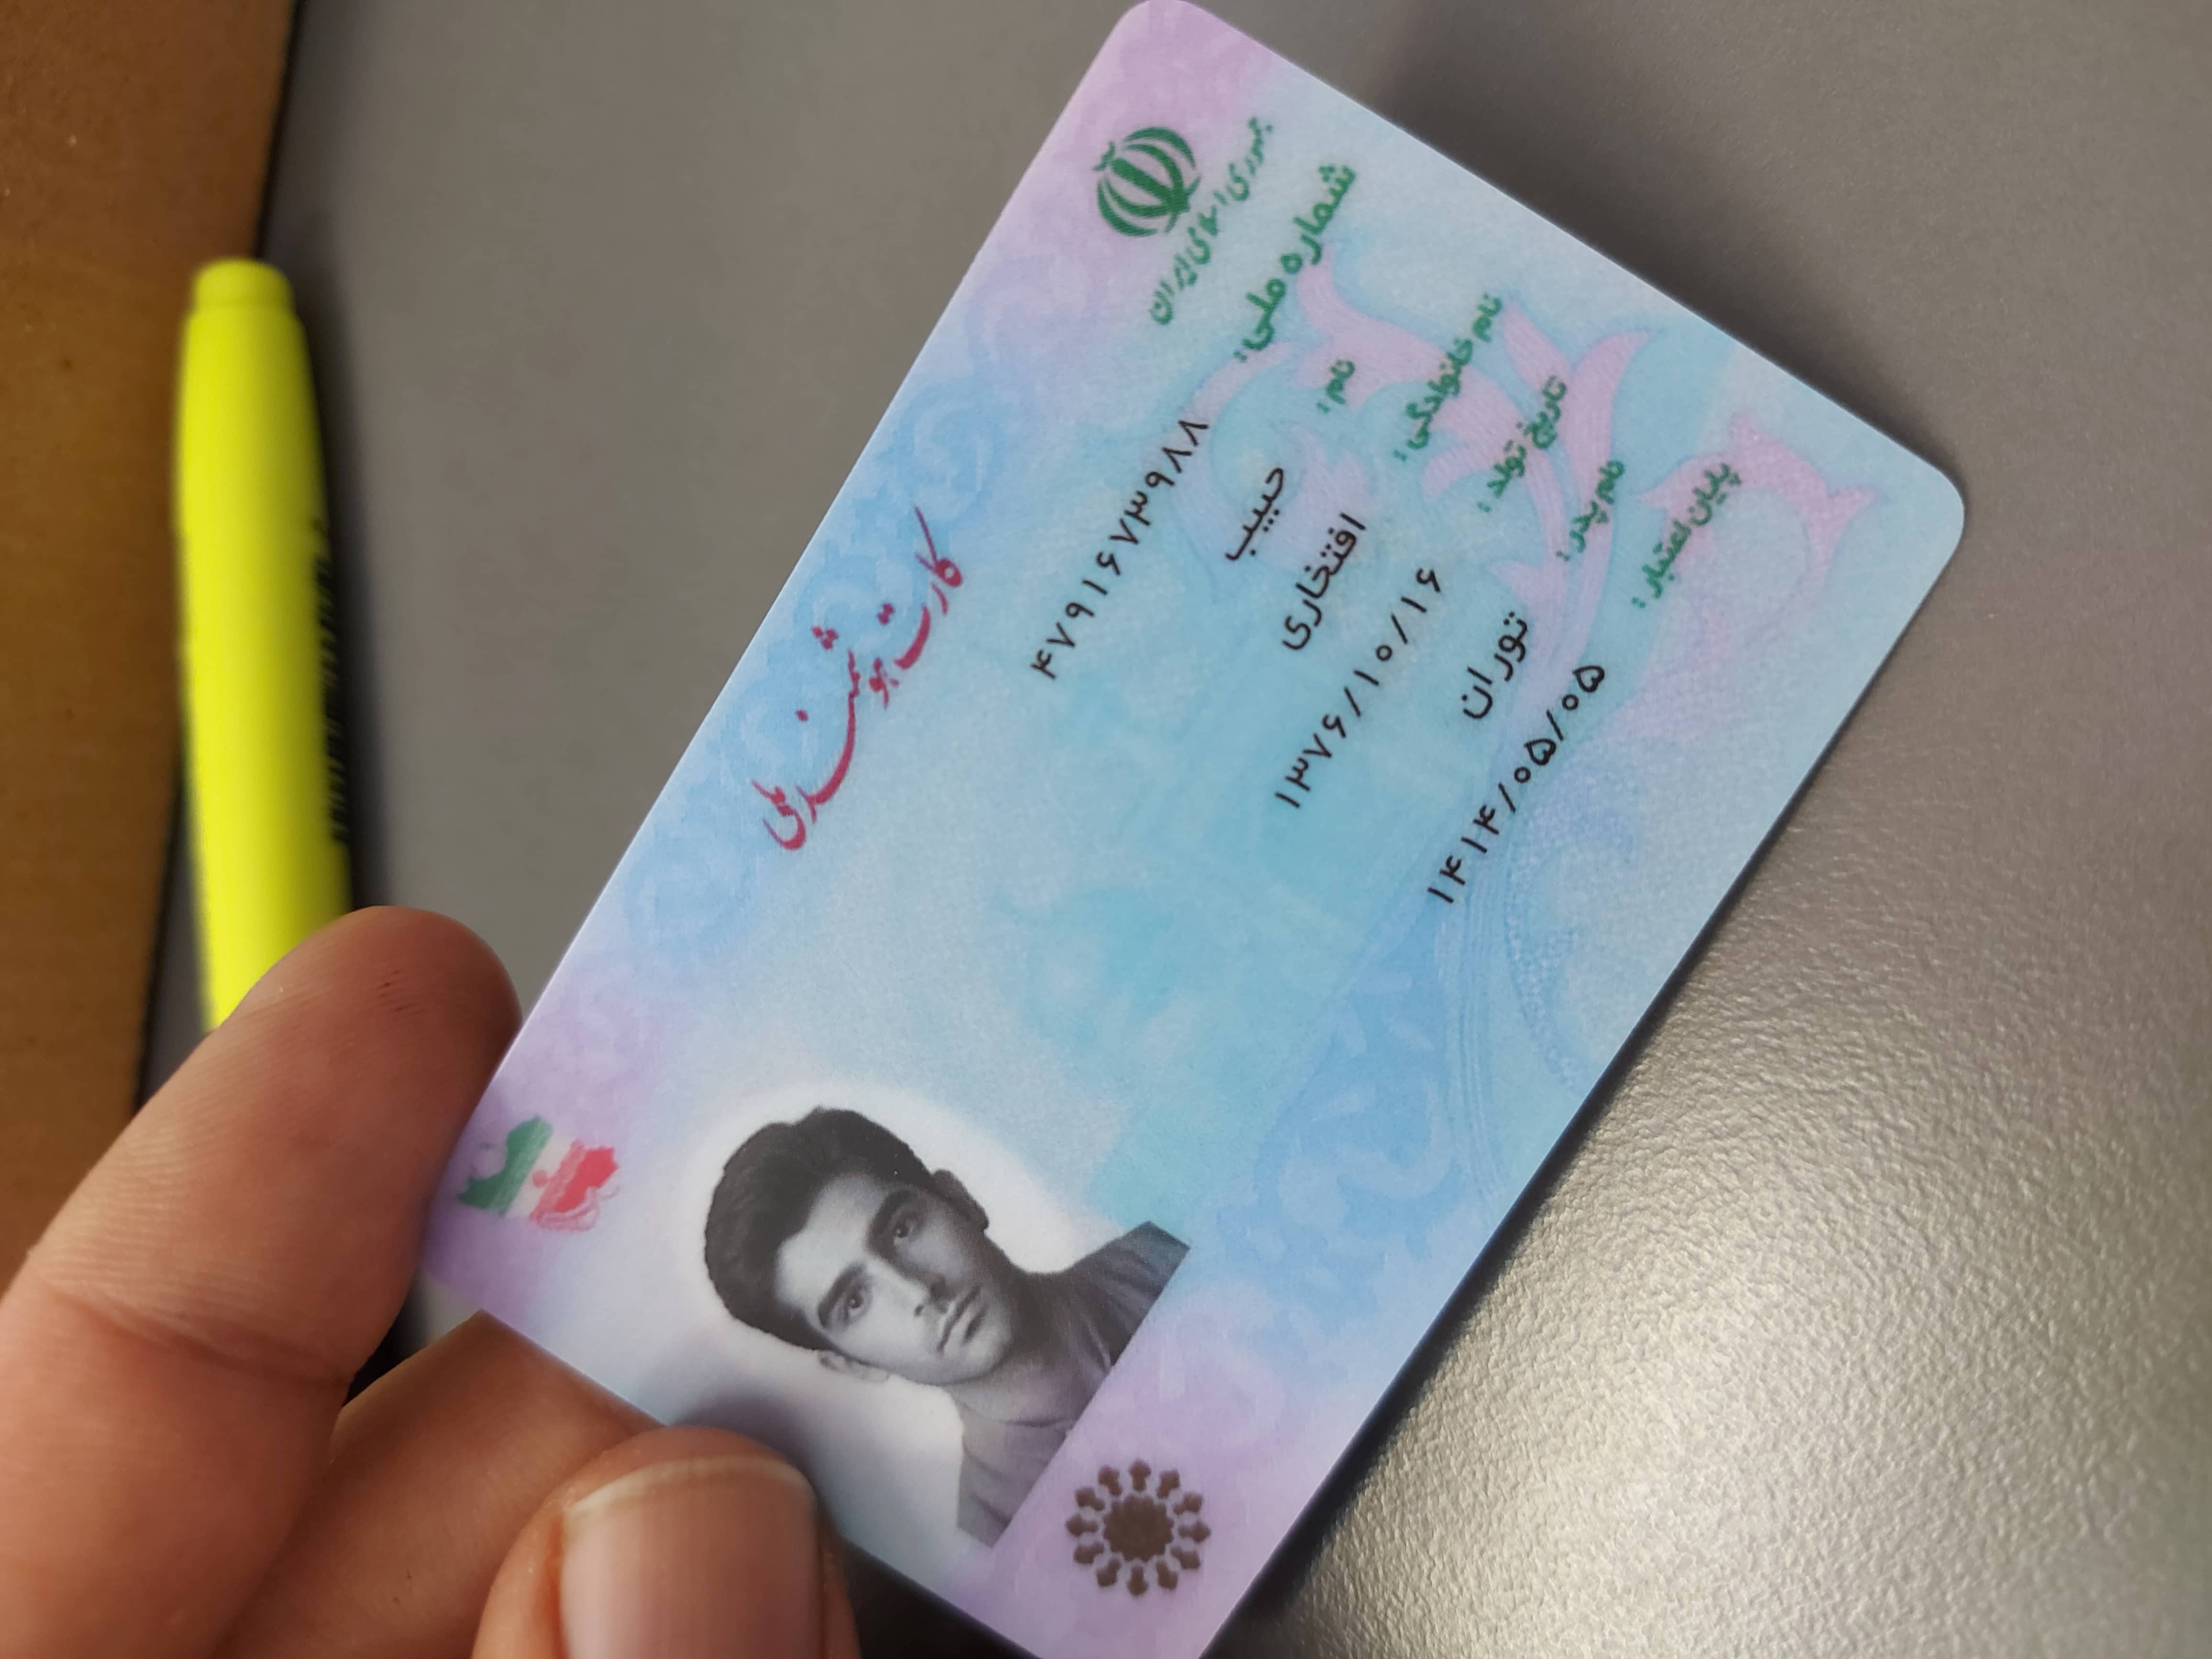 جمهوری اسلامی ایران
کارت هوشمند ملی
شماره ملی: ۴۷۹۱۶۷۳۹۸۸
نام: حبیب
نام خانوادگی: افتخاری
تاریخ تولد: ۱۳۷۶/۱۰/۱۶
نام پدر: توران
پایان اعتبار: ۱۴۱۴/۰۵/۰۵